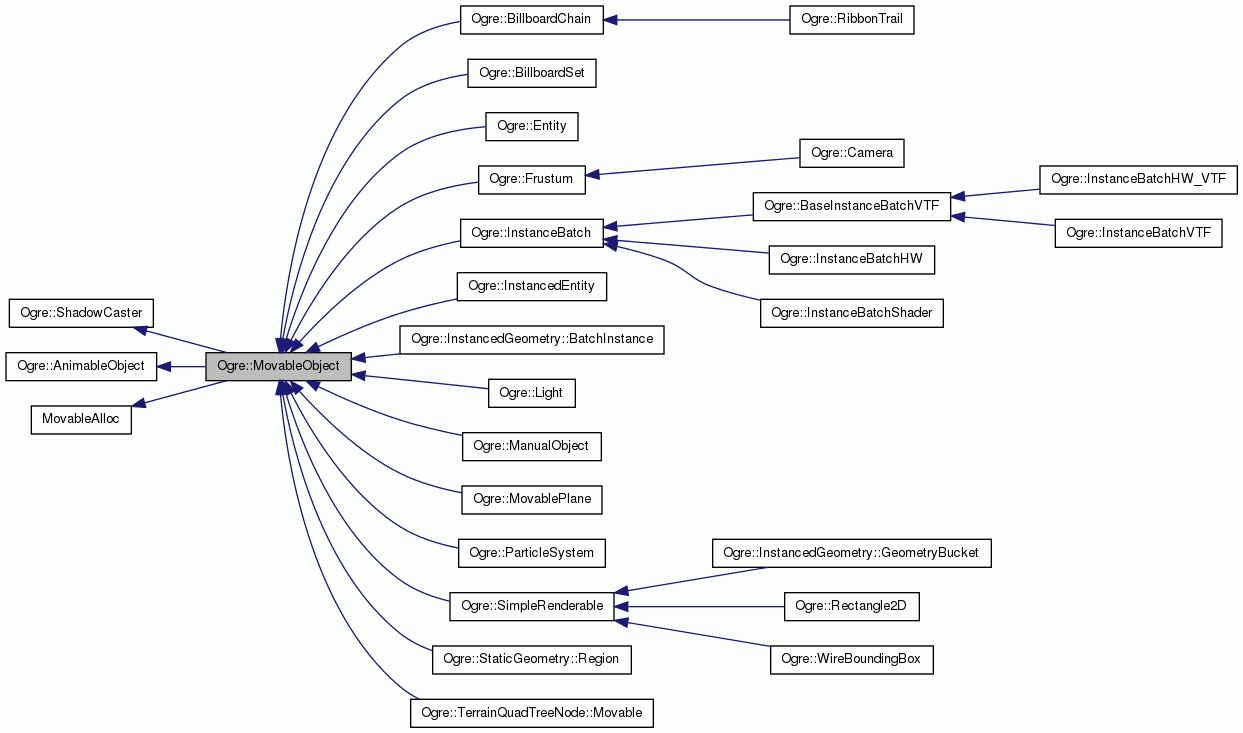 Ogre::BillboardChain
Ogre::RibbonTrail
Ogre::BillboardSet
Ogre::Entity
Ogre::Camera
Ogre::Frustum
Ogre::InstanceBatchHW_VTF
Ogre::BaseInstanceBatchVTF
Ogre::InstanceBatch
Ogre::InstanceBatchVTF
Ogre::InstanceBatchHW
Ogre::InstancedEntity
Ogre::ShadowCaster
Ogre::InstanceBatchShader
Ogre::InstancedGeometry::BatchInstance
Ogre::AnimableObject
Ogre::MovableObject
Ogre::Light
MovableAlloc
Ogre::ManualObject
Ogre::MovablePlane
Ogre::ParticleSystem
Ogre::InstancedGeometry::GeometryBucket
Ogre::SimpleRenderable
Ogre::Rectangle2D
Ogre::StaticGeometry::Region
Ogre::WireBoundingBox
Ogre::TerrainQuadTreeNode::Movable